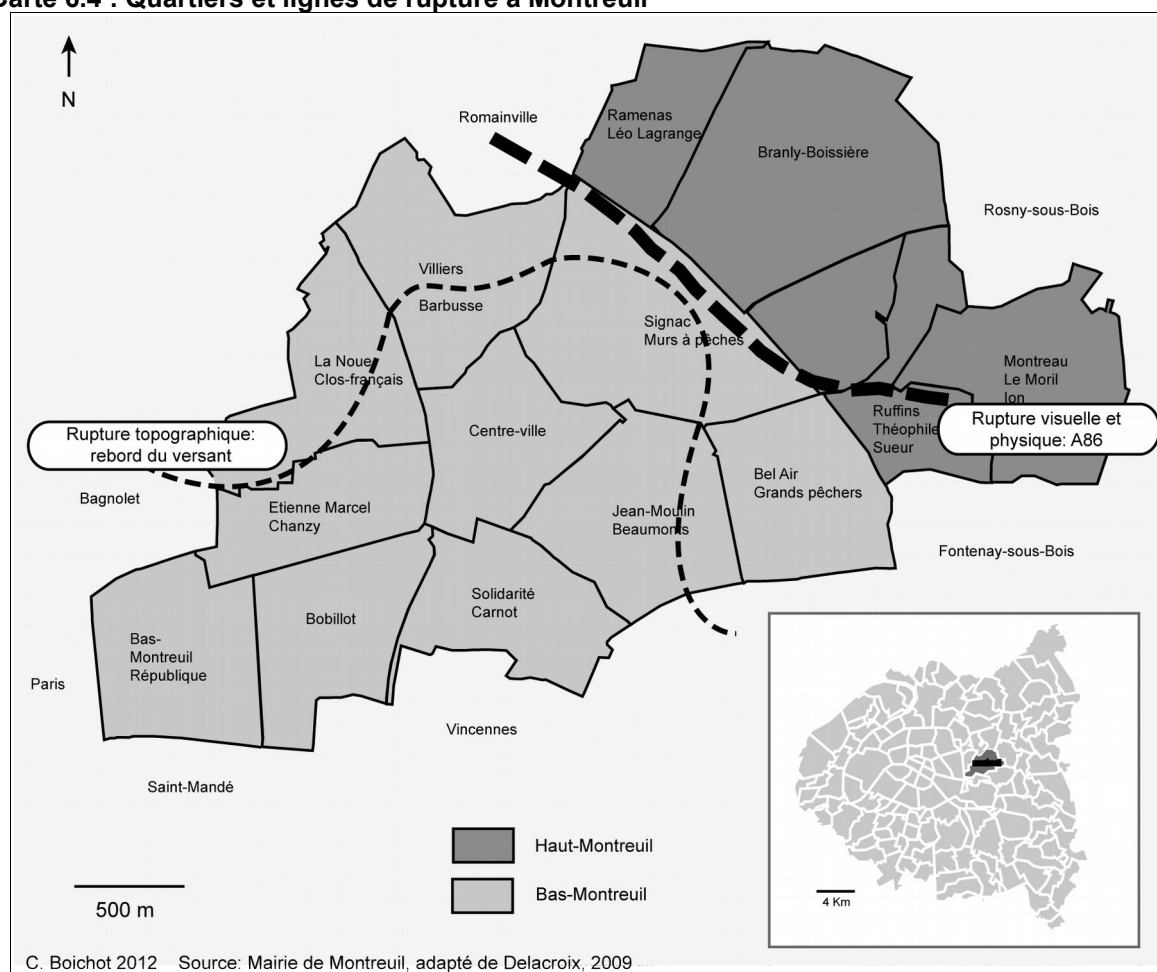 Carte 6.4 : Quartiers et lignes de rupture à Montreuil
N
Romainville
Ramenas
Léo Lagrange
Branly-Boissière
Rosny-sous-Bois
Villiers
Barbusse
Signac
Murs à pêches
La Noue
Clos-français
Montreau
Le Moril
Ruffins
Théophile
Sueur
Rupture visuelle et
physique: A86
Rupture topographique:
rebord du versant
Centre-ville
Bel Air
Grands pêchers
Bagnolet
Etienne Marcel
Chanzy
Jean-Moulin
Beaumonts
Fontenay-sous-Bois
Solidarité
Carnot
Bobillot
Bas-
Montreuil
République
Paris
Vincennes
Saint-Mandé
Haut-Montreuil
Bas-Montreuil
500 m
4 Km
C. Boichot 2012 Source: Mairie de Montreuil, adapté de Delacroix, 2009